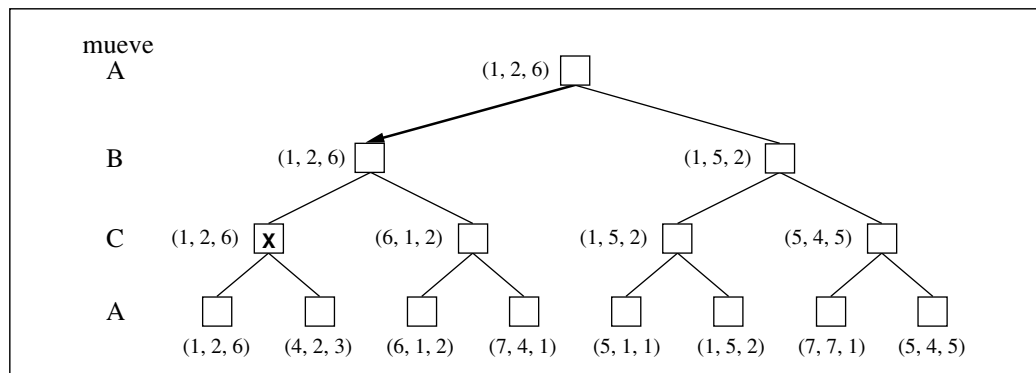 mueve
A (1, 2, 6)
B (1, 2, 6) (1, 5, 2)
C (1, 2, 6) X (6, 1, 2) (1, 5, 2) (5, 4, 5)
A
(1, 2, 6) (4, 2, 3) (6, 1, 2) (7, 4, 1) (5, 1, 1) (1, 5, 2) (7, 7, 1) (5, 4, 5)